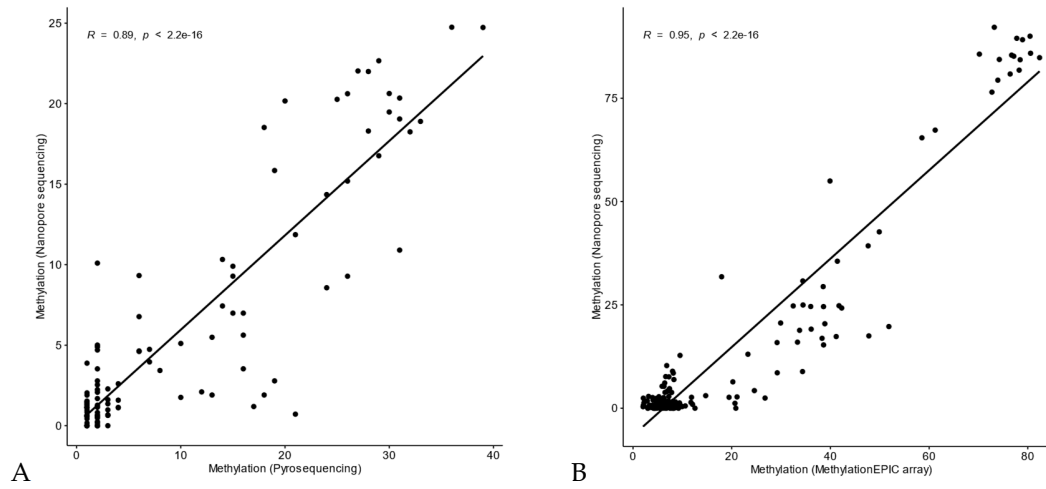 R = 0.89, p < 2.2e-16
25
20
15
10
5
0
Methylation (Nanopore sequencing)
0 10 20 30 40
Methylation (Pyrosequencing)
A
R = 0.95, p < 2.2e-16
75
50
25
0
Methylation (Nanopore sequencing)
0 20 40 60 80
Methylation (MethylationEPIC array)
B